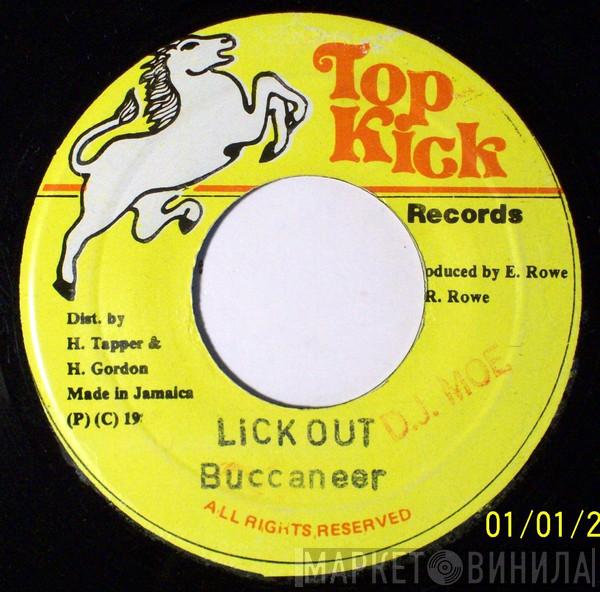 Top
Kick
Records
oduced by E. Rowe
R. Rowe
Dist. by
H. Tapper &
H. Gordon
Made in Jamaica
(P) (C) 19
LICK OUT
Buccaneer
D.J. MOE
ALL RIGHTS RESERVED
01/01/2
МАРКЕТ ВИНИЛА